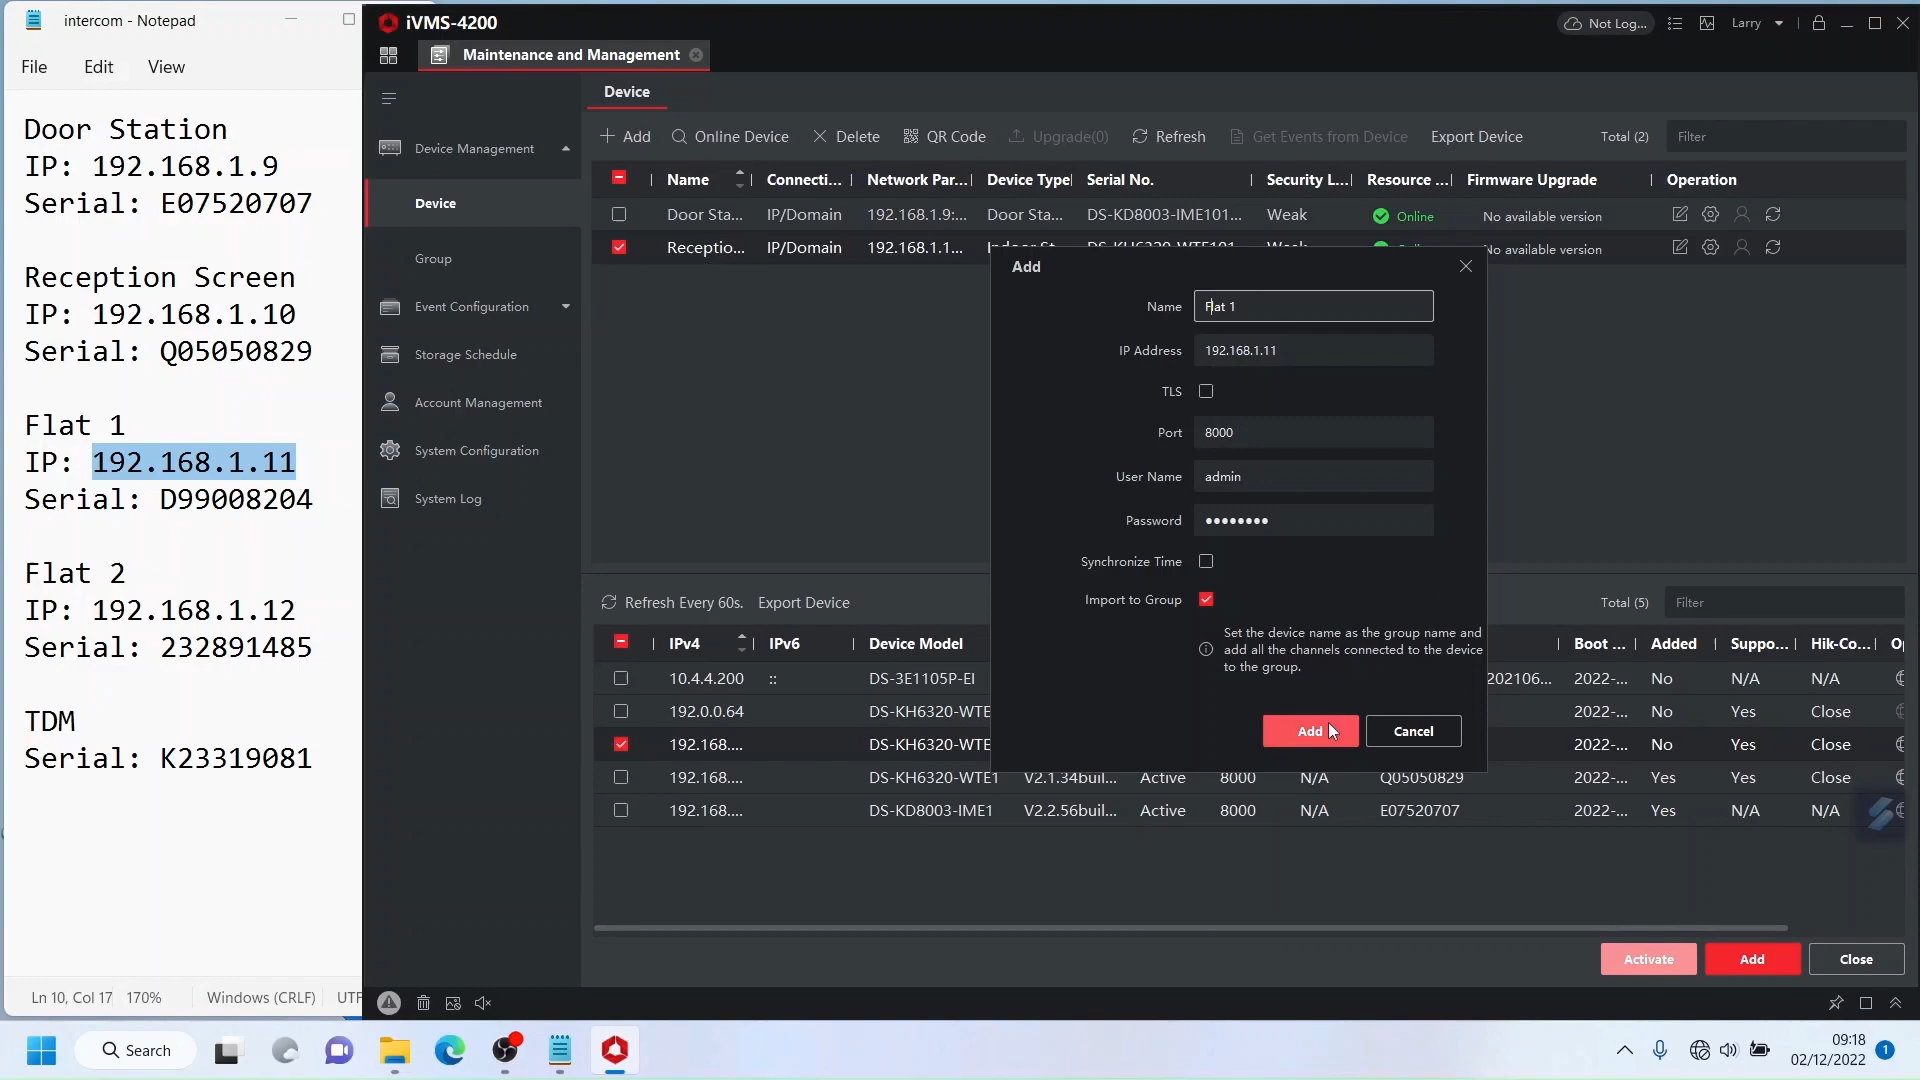 intercom - Notepad
File Edit View
Door Station
IP: 192.168.1.9
Serial: E07520707
Reception Screen
IP: 192.168.1.10
Serial: Q05050829
Flat 1
IP: 192.168.1.11
Serial: D99008204
Flat 2
IP: 192.168.1.12
Serial: 232891485
TDM
Serial: K23319081
Ln 10, Col 17 170% Windows (CRLF) UTF
iVMS-4200
Not Log... Larry
Maintenance and Management
Device Management
Device
Group
Event Configuration
Storage Schedule
Account Management
System Configuration
System Log
Device
Add Online Device Delete QR Code Upgrade(0) Refresh Get Events from Device Export Device Total (2) Filter
Name Connecti... Network Par... Device Type Serial No. Security L... Resource ... Firmware Upgrade Operation
Door Sta... IP/Domain 192.168.1.9:... Door Sta... DS-KD8003-IME101... Weak Online No available version
Receptio... IP/Domain 192.168.1.1... No available version
Add
Name Flat 1
IP Address 192.168.1.11
TLS
Port 8000
User Name admin
Password ●●●●●●●●
Synchronize Time
Import to Group
Set the device name as the group name and
add all the channels connected to the device
to the group.
Add Cancel
Refresh Every 60s. Export Device Total (5) Filter
IPv4 IPv6 Device Model Boot ... Added Suppo... Hik-Co...
10.4.4.200 :: DS-3E1105P-EI 202106... 2022-... No N/A N/A
192.0.0.64 DS-KH6320-WTE 2022-... No Yes Close
192.168.... DS-KH6320-WTE 2022-... No Yes Close
192.168.... DS-KH6320-WTE1 V2.1.34buil... Active 8000 N/A Q05050829 2022-... Yes Yes Close
192.168.... DS-KD8003-IME1 V2.2.56buil... Active 8000 N/A E07520707 2022-... Yes N/A N/A
Activate Add Close
Search
09:18
02/12/2022
1